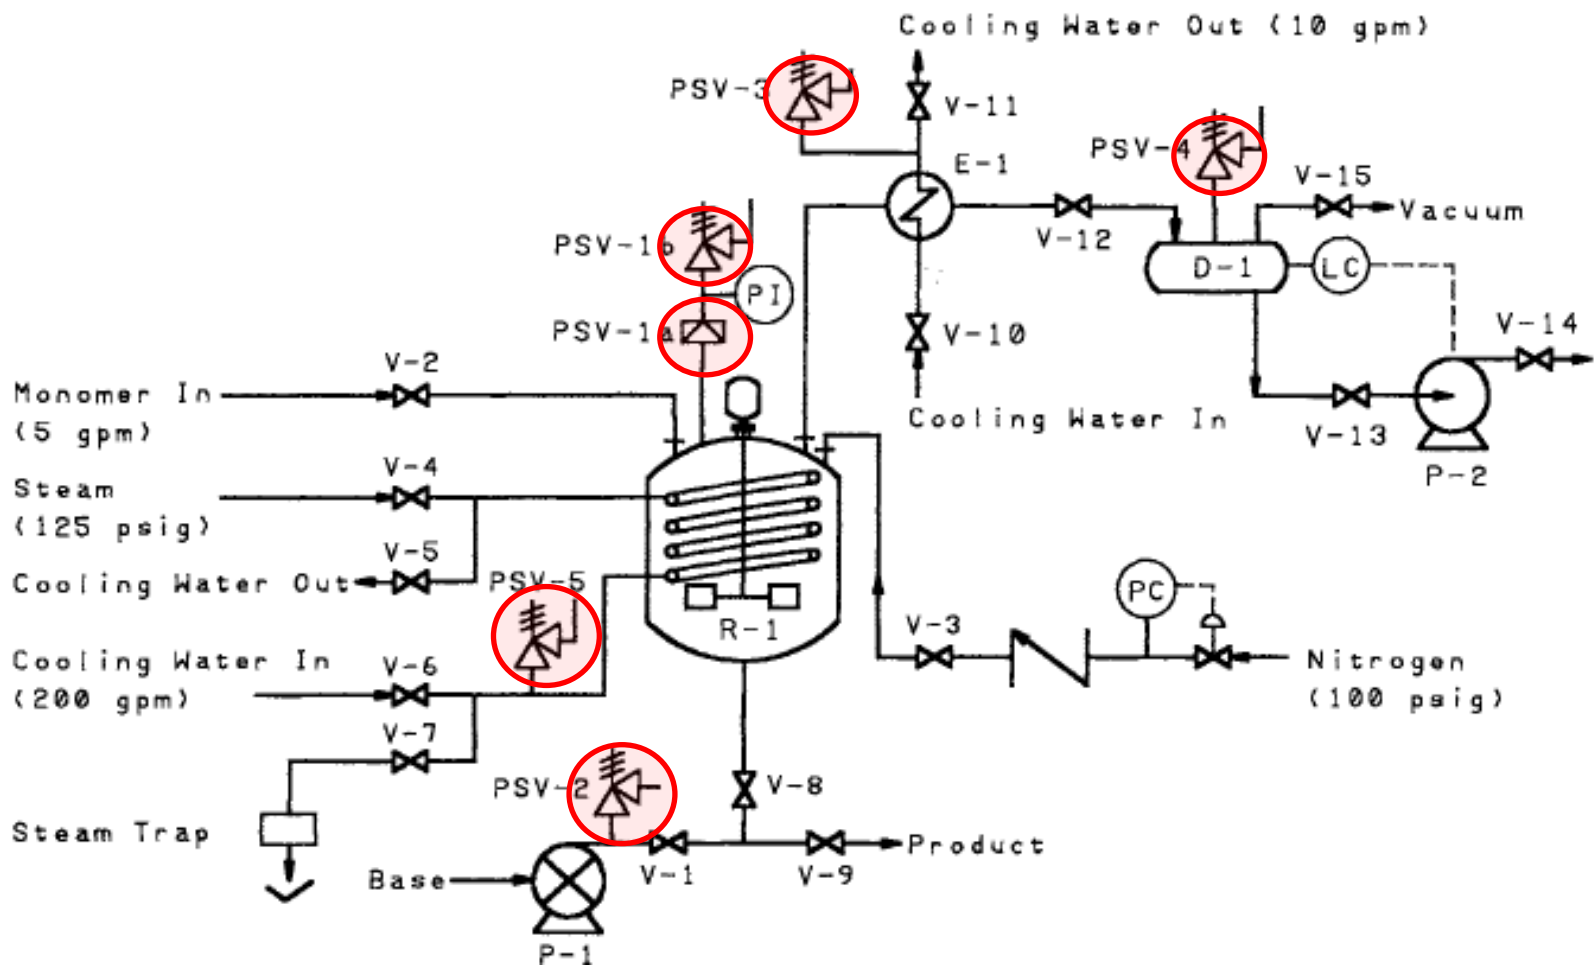 Cooling Water Out (10 gpm)
PSV-3
V-11
PSV-4
E-1
V-15
Vacuum
V-12
PSV-1b
D-1
LC
PI
PSV-1a
V-10
V-14
V-2
Monomer In
(5 gpm)
Cooling Water In
V-13
P-2
V-4
Steam
(125 psig)
V-5
Cooling Water Out
PSV-5
PC
R-1
V-3
Cooling Water In
(200 gpm)
V-6
Nitrogen
(100 psig)
V-7
PSV-2
V-8
Steam Trap
Product
Base
V-1
V-9
P-1